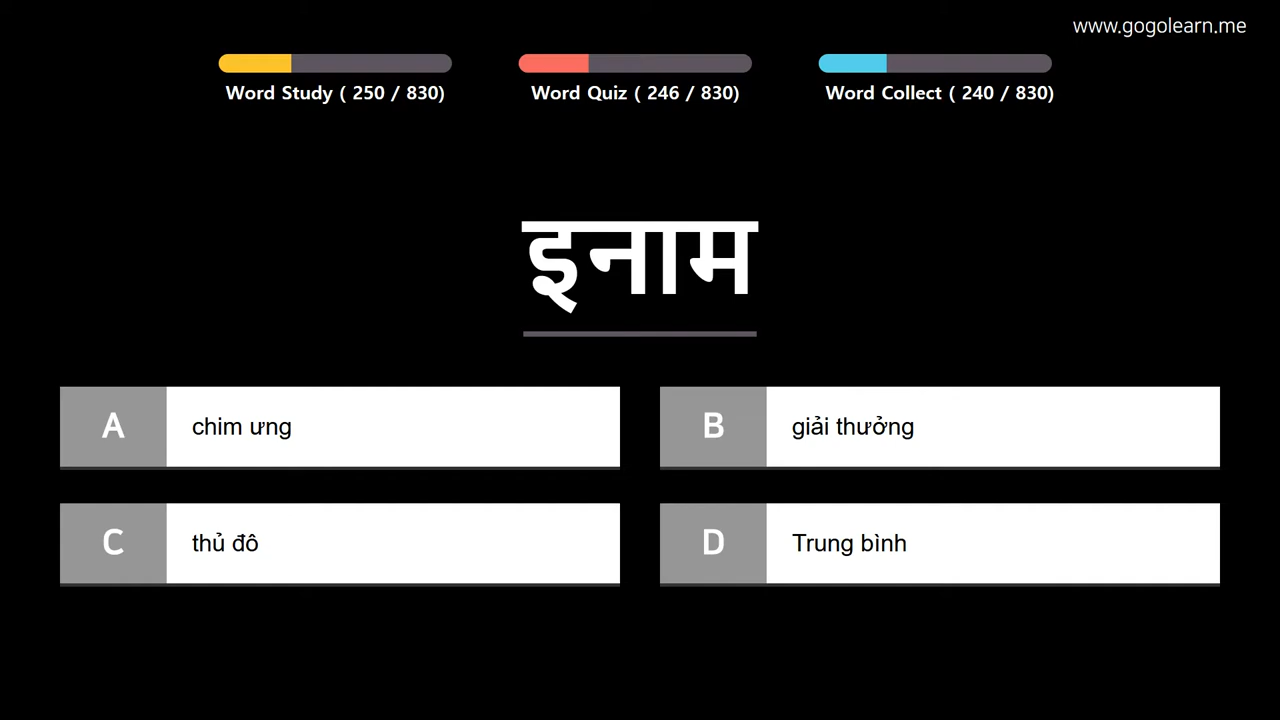 www.gogolearn.me
Word Study ( 250 / 830)
Word Quiz ( 246 / 830)
Word Collect ( 240 / 830)
इनाम
A chim ưng
B giải thưởng
C thủ đô
D Trung bình